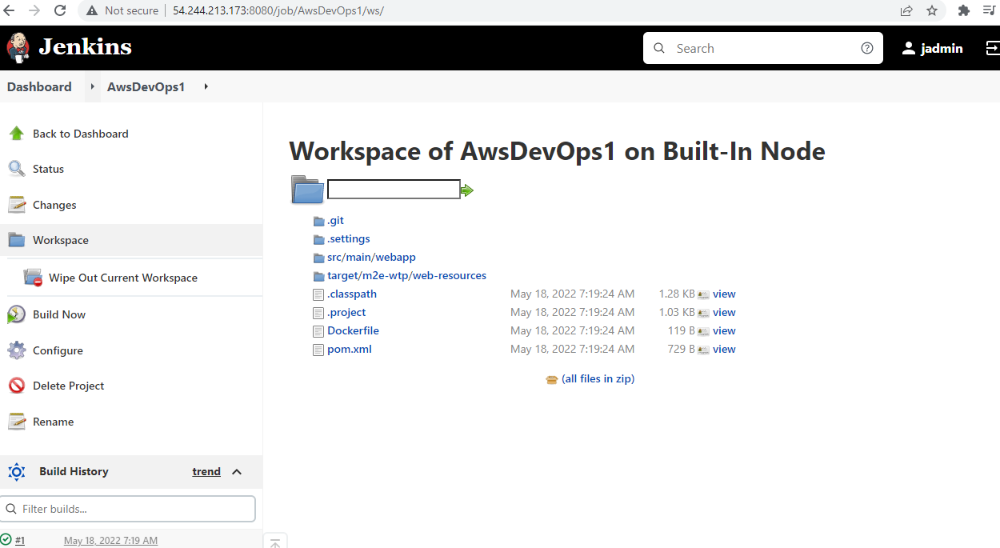 Not secure 54.244.213.173:8080/job/AwsDevOps1/ws/
Jenkins
Search
jadmin
Dashboard AwsDevOps1
Back to Dashboard
Status
Changes
Workspace
Wipe Out Current Workspace
Build Now
Configure
Delete Project
Rename
Build History trend
Filter builds...
#1 May 18, 2022 7:19 AM
Workspace of AwsDevOps1 on Built-In Node
.git
.settings
src/main/webapp
target/m2e-wtp/web-resources
.classpath May 18, 2022 7:19:24 AM 1.28 KB view
.project May 18, 2022 7:19:24 AM 1.03 KB view
Dockerfile May 18, 2022 7:19:24 AM 119 B view
pom.xml May 18, 2022 7:19:24 AM 729 B view
(all files in zip)